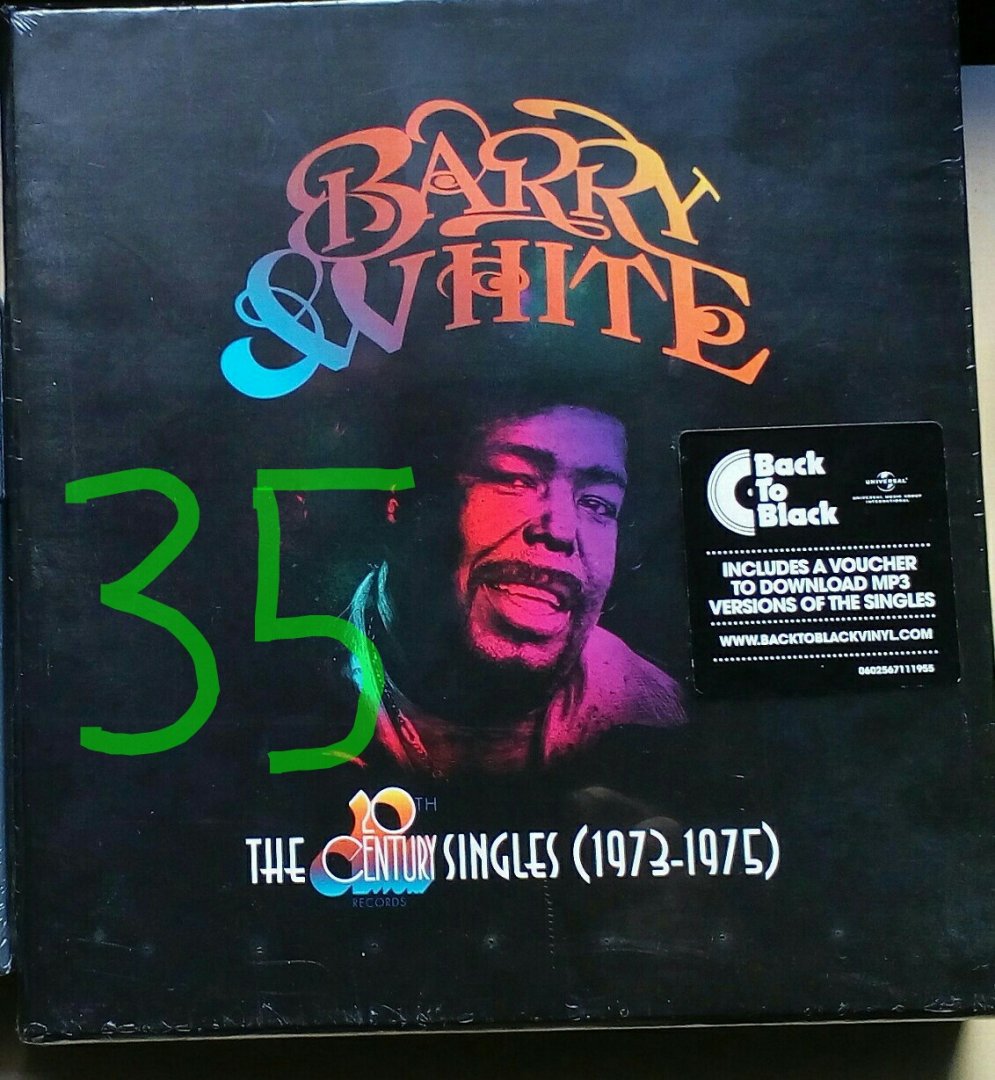 BARRY
WHITE
35
Back
To
Black
UNIVERSAL
UNIVERSAL MUSIC GROUP
INTERNATIONAL
INCLUDES A VOUCHER
TO DOWNLOAD MP3
VERSIONS OF THE SINGLES
WWW.BACKTOBLACKVINYL.COM
0602567111955
THE 20TH CENTURY SINGLES (1973-1975)
RECORDS